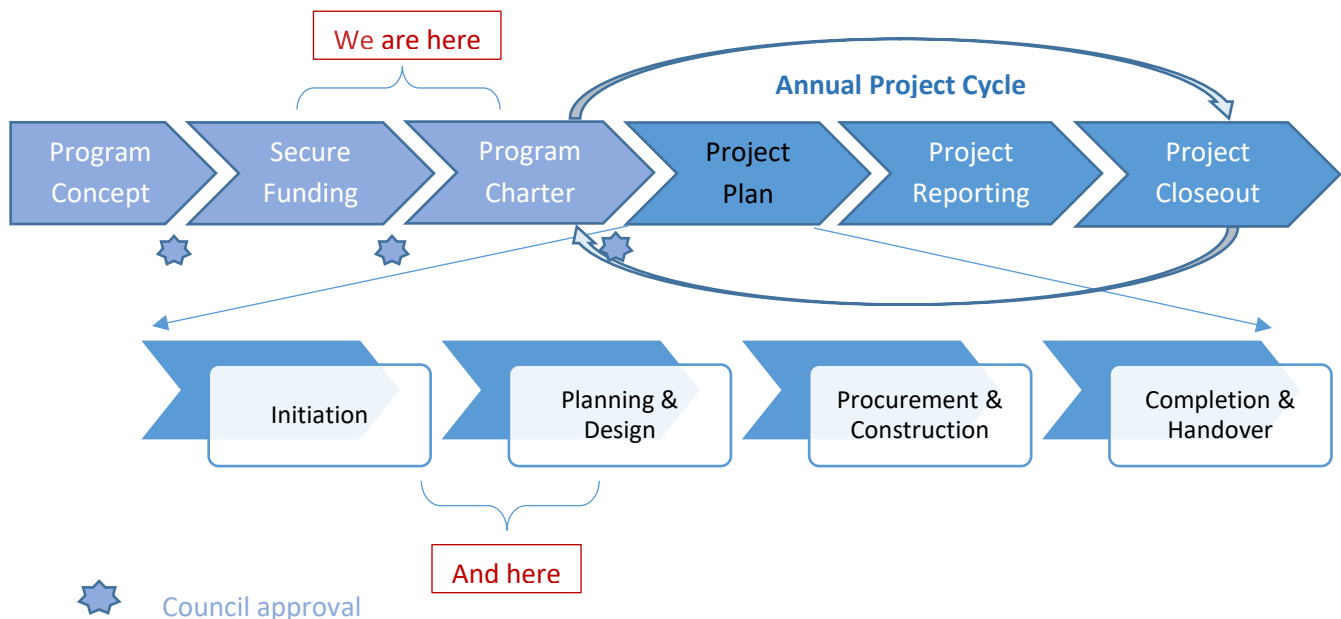 We are here
Annual Project Cycle
Program
Concept
Secure
Funding
Program
Charter
Project
Plan
Project
Reporting
Project
Closeout
Initiation
Planning &
Design
Procurement &
Construction
Completion &
Handover
And here
Council approval